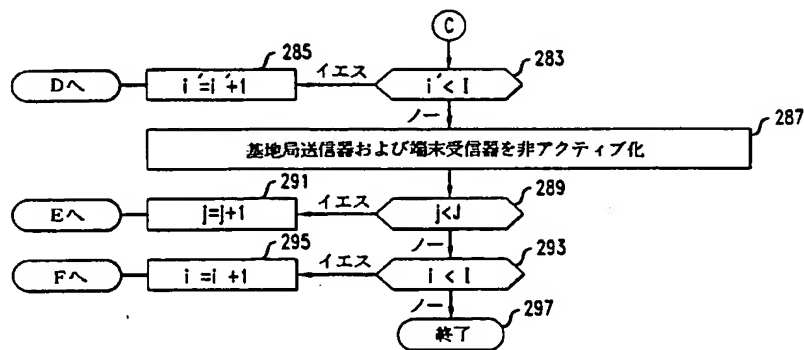 C
285
283
Dへ
i´=i´+1
イエス
i´<I
ノー
287
基地局送信器および端末受信器を非アクティブ化
291
289
Eへ
j=j+1
イエス
j<J
ノー
295
293
Fへ
i=i+1
イエス
i<I
ノー
297
終了